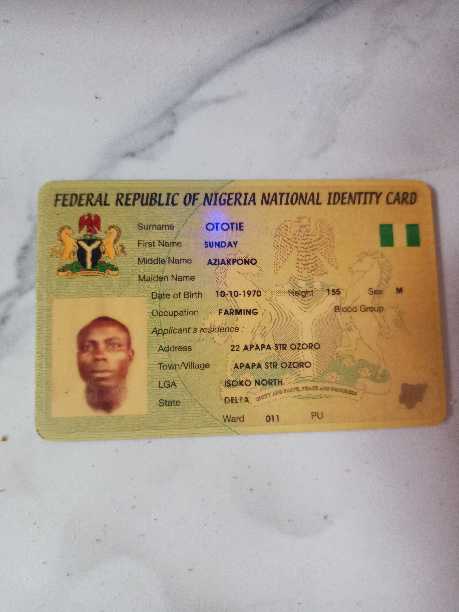 FEDERAL REPUBLIC OF NIGERIA NATIONAL IDENTITY CARD
Surname OTOTIE
First Name SUNDAY
Middle Name AZIAKPONO
Maiden Name
Date of Birth 10-10-1970 Height 155 Sex M
Occupation FARMING Blood Group
Applicant's residence :
Address 22 APAPA STR OZORO
Town/Village APAPA STR OZORO
LGA ISOKO NORTH
State DELTA
UNITY AND FAITH, PEACE AND PROGRESS
Ward 011 PU